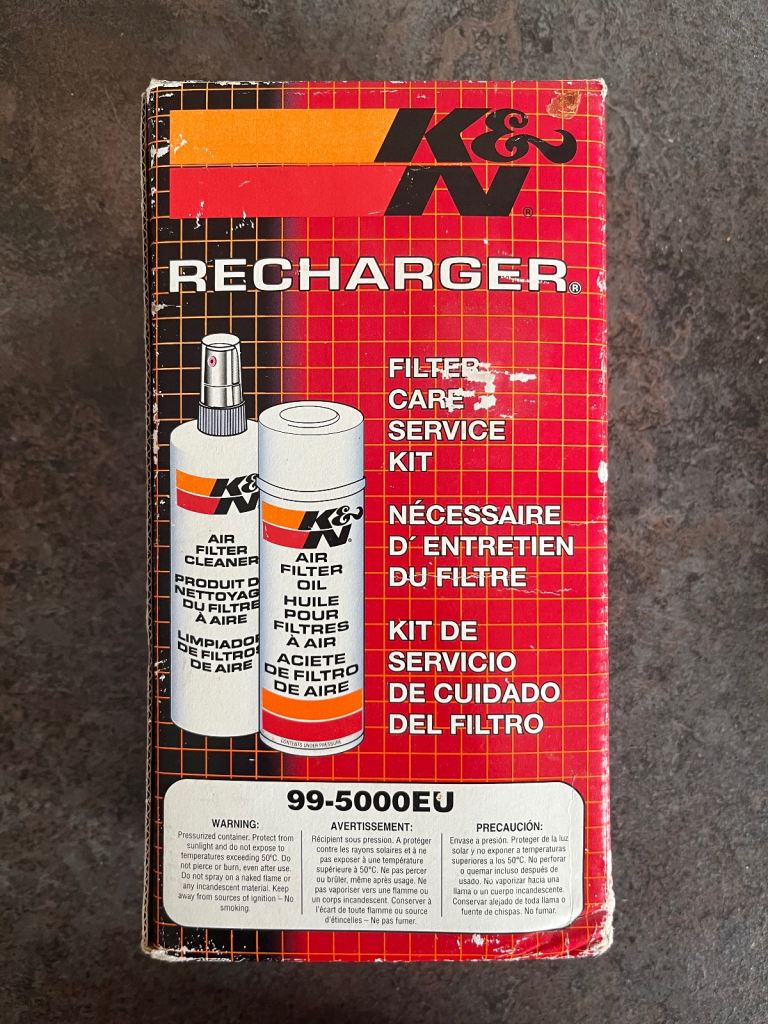 K&N®
RECHARGER®
FILTER
CARE
SERVICE
KIT
NÉCESSAIRE
D´ ENTRETIEN
DU FILTRE
KIT DE
SERVICIO
DE CUIDADO
DEL FILTRO
K&
N
AIR
FILTER
CLEANER
PRODUIT D
NETTOYAG
DU FILTRE
À AIRE
LIMPIADOR
DE FILTROS
DE AIRE
K&N
AIR
FILTER
OIL
HUILE
POUR
FILTRES
À AIR
ACIETE
DE FILTRO
DE AIRE
CONTENTS UNDER PRESSURE
99-5000EU
WARNING:
Pressurized container. Protect from
sunlight and do not expose to
temperatures exceeding 50°C. Do
not pierce or burn, even after use.
Do not spray on a naked flame or
any incandescent material. Keep
away from sources of ignition – No
smoking.
AVERTISSEMENT:
Récipient sous pression. A protéger
contre les rayons solaires et à ne
pas exposer à une température
supérieure à 50°C. Ne pas percer
ou brûler, même après usage. Ne
pas vaporiser vers une flamme ou
un corps incandescent. Conserver à
l'écart de toute flamme ou source
d'étincelles – Ne pas fumer.
PRECAUCIÓN:
Envase a presión. Proteger de la luz
solar y no exponer a temperaturas
superiores a los 50°C. No perforar
o quemar incluso después de
usado. No vaporizar hacia una
llama o un cuerpo incandescente.
Conservar alejado de toda llama o
fuente de chispas. No fumar.